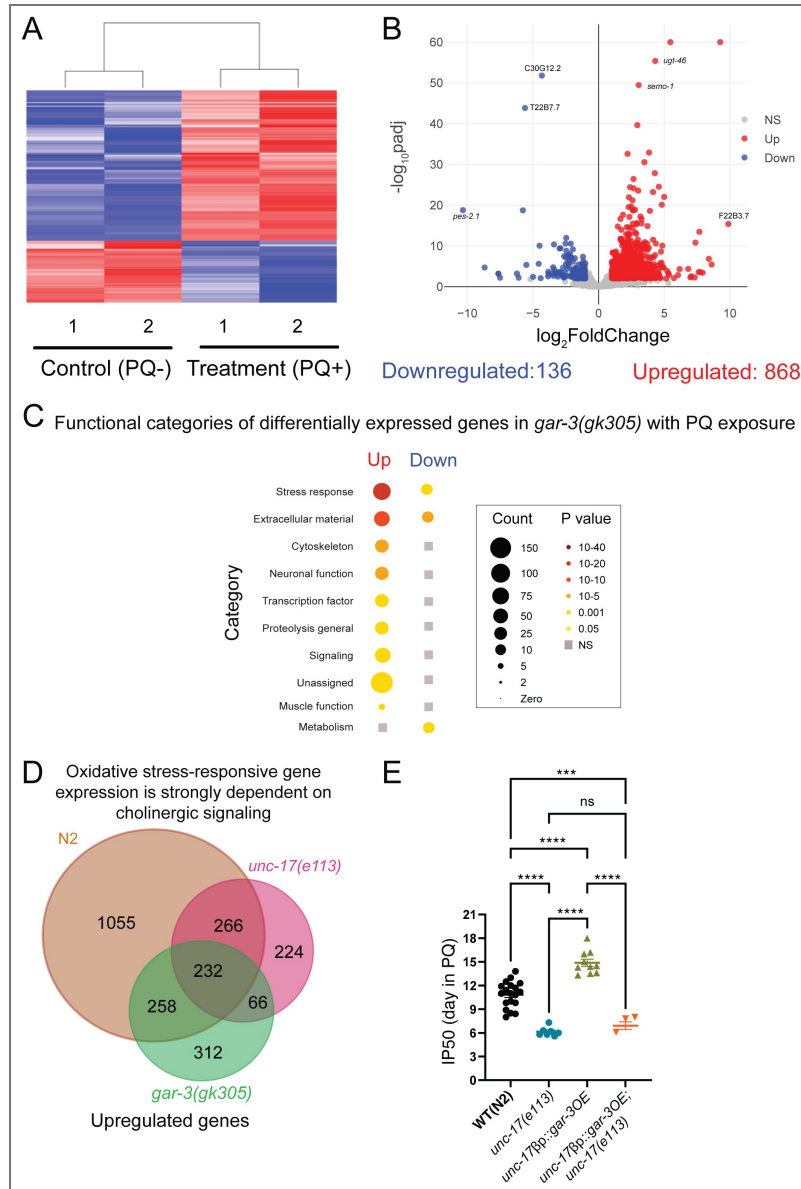 A
1
2
1
2
Control (PQ-)
Treatment (PQ+)
B
60
50
40
30
20
10
0
-log10padj
−10
−5
0
5
10
log2FoldChange
C30G12.2
T22B7.7
pes-2.1
ugt-46
semo-1
F22B3.7
NS
Up
Down
Downregulated:136
Upregulated: 868
C Functional categories of differentially expressed genes in gar-3(gk305) with PQ exposure
Up
Down
Category
Stress response
Extracellular material
Cytoskeleton
Neuronal function
Transcription factor
Proteolysis general
Signaling
Unassigned
Muscle function
Metabolism
Count
150
100
75
50
25
10
5
2
Zero
P value
10-40
10-20
10-10
10-5
0.001
0.05
NS
D
Oxidative stress-responsive gene
expression is strongly dependent on
cholinergic signaling
N2
unc-17(e113)
1055
266
224
232
258
66
312
gar-3(gk305)
Upregulated genes
E
***
ns
****
****
****
****
21
18
15
12
9
6
3
0
IP50 (day in PQ)
WT(N2)
unc-17(e113)
unc-17βp::gar-3OE
unc-17βp::gar-3OE;
unc-17(e113)